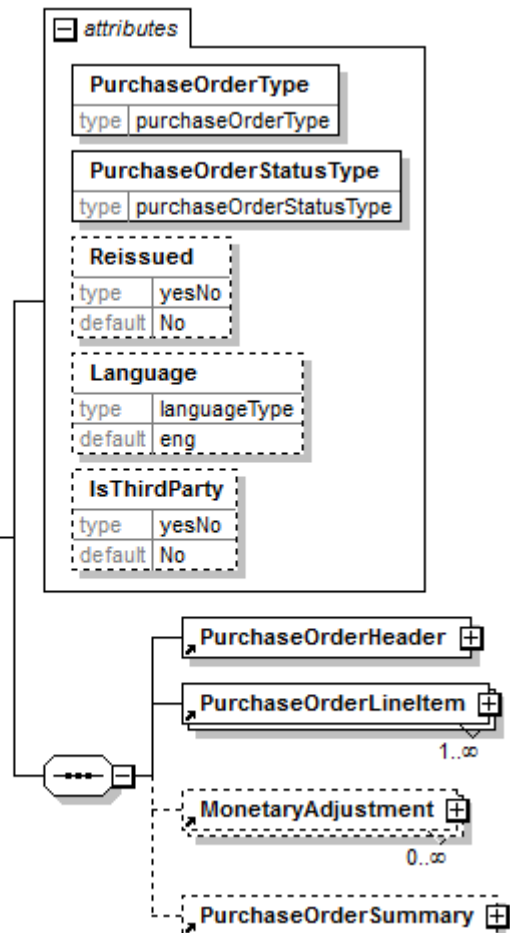 attributes
PurchaseOrderType
type purchaseOrderType
PurchaseOrderStatusType
type purchaseOrderStatusType
Reissued
type yesNo
default No
Language
type languageType
default eng
IsThirdParty
type yesNo
default No
PurchaseOrderHeader
PurchaseOrderLineItem
1..∞
MonetaryAdjustment
0..∞
PurchaseOrderSummary